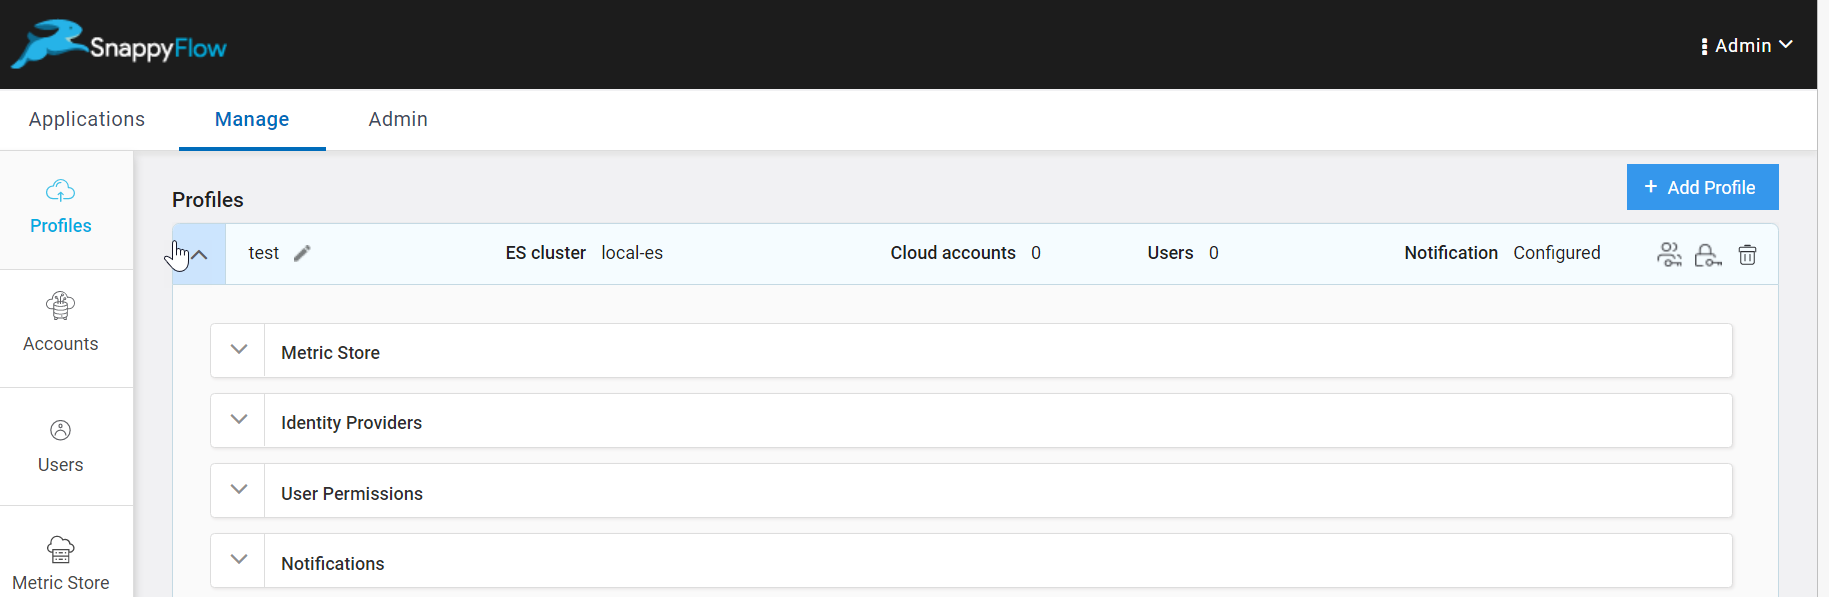 SnappyFlow
Admin
Applications Manage Admin
Profiles
Accounts
Users
Metric Store
Profiles
+ Add Profile
test ES cluster local-es Cloud accounts 0 Users 0 Notification Configured
Metric Store
Identity Providers
User Permissions
Notifications